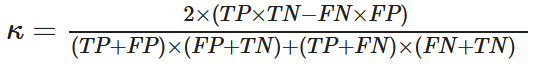 κ = 2×(TP×TN−FN×FP) / (TP+FP)×(FP+TN)+(TP+FN)×(FN+TN)